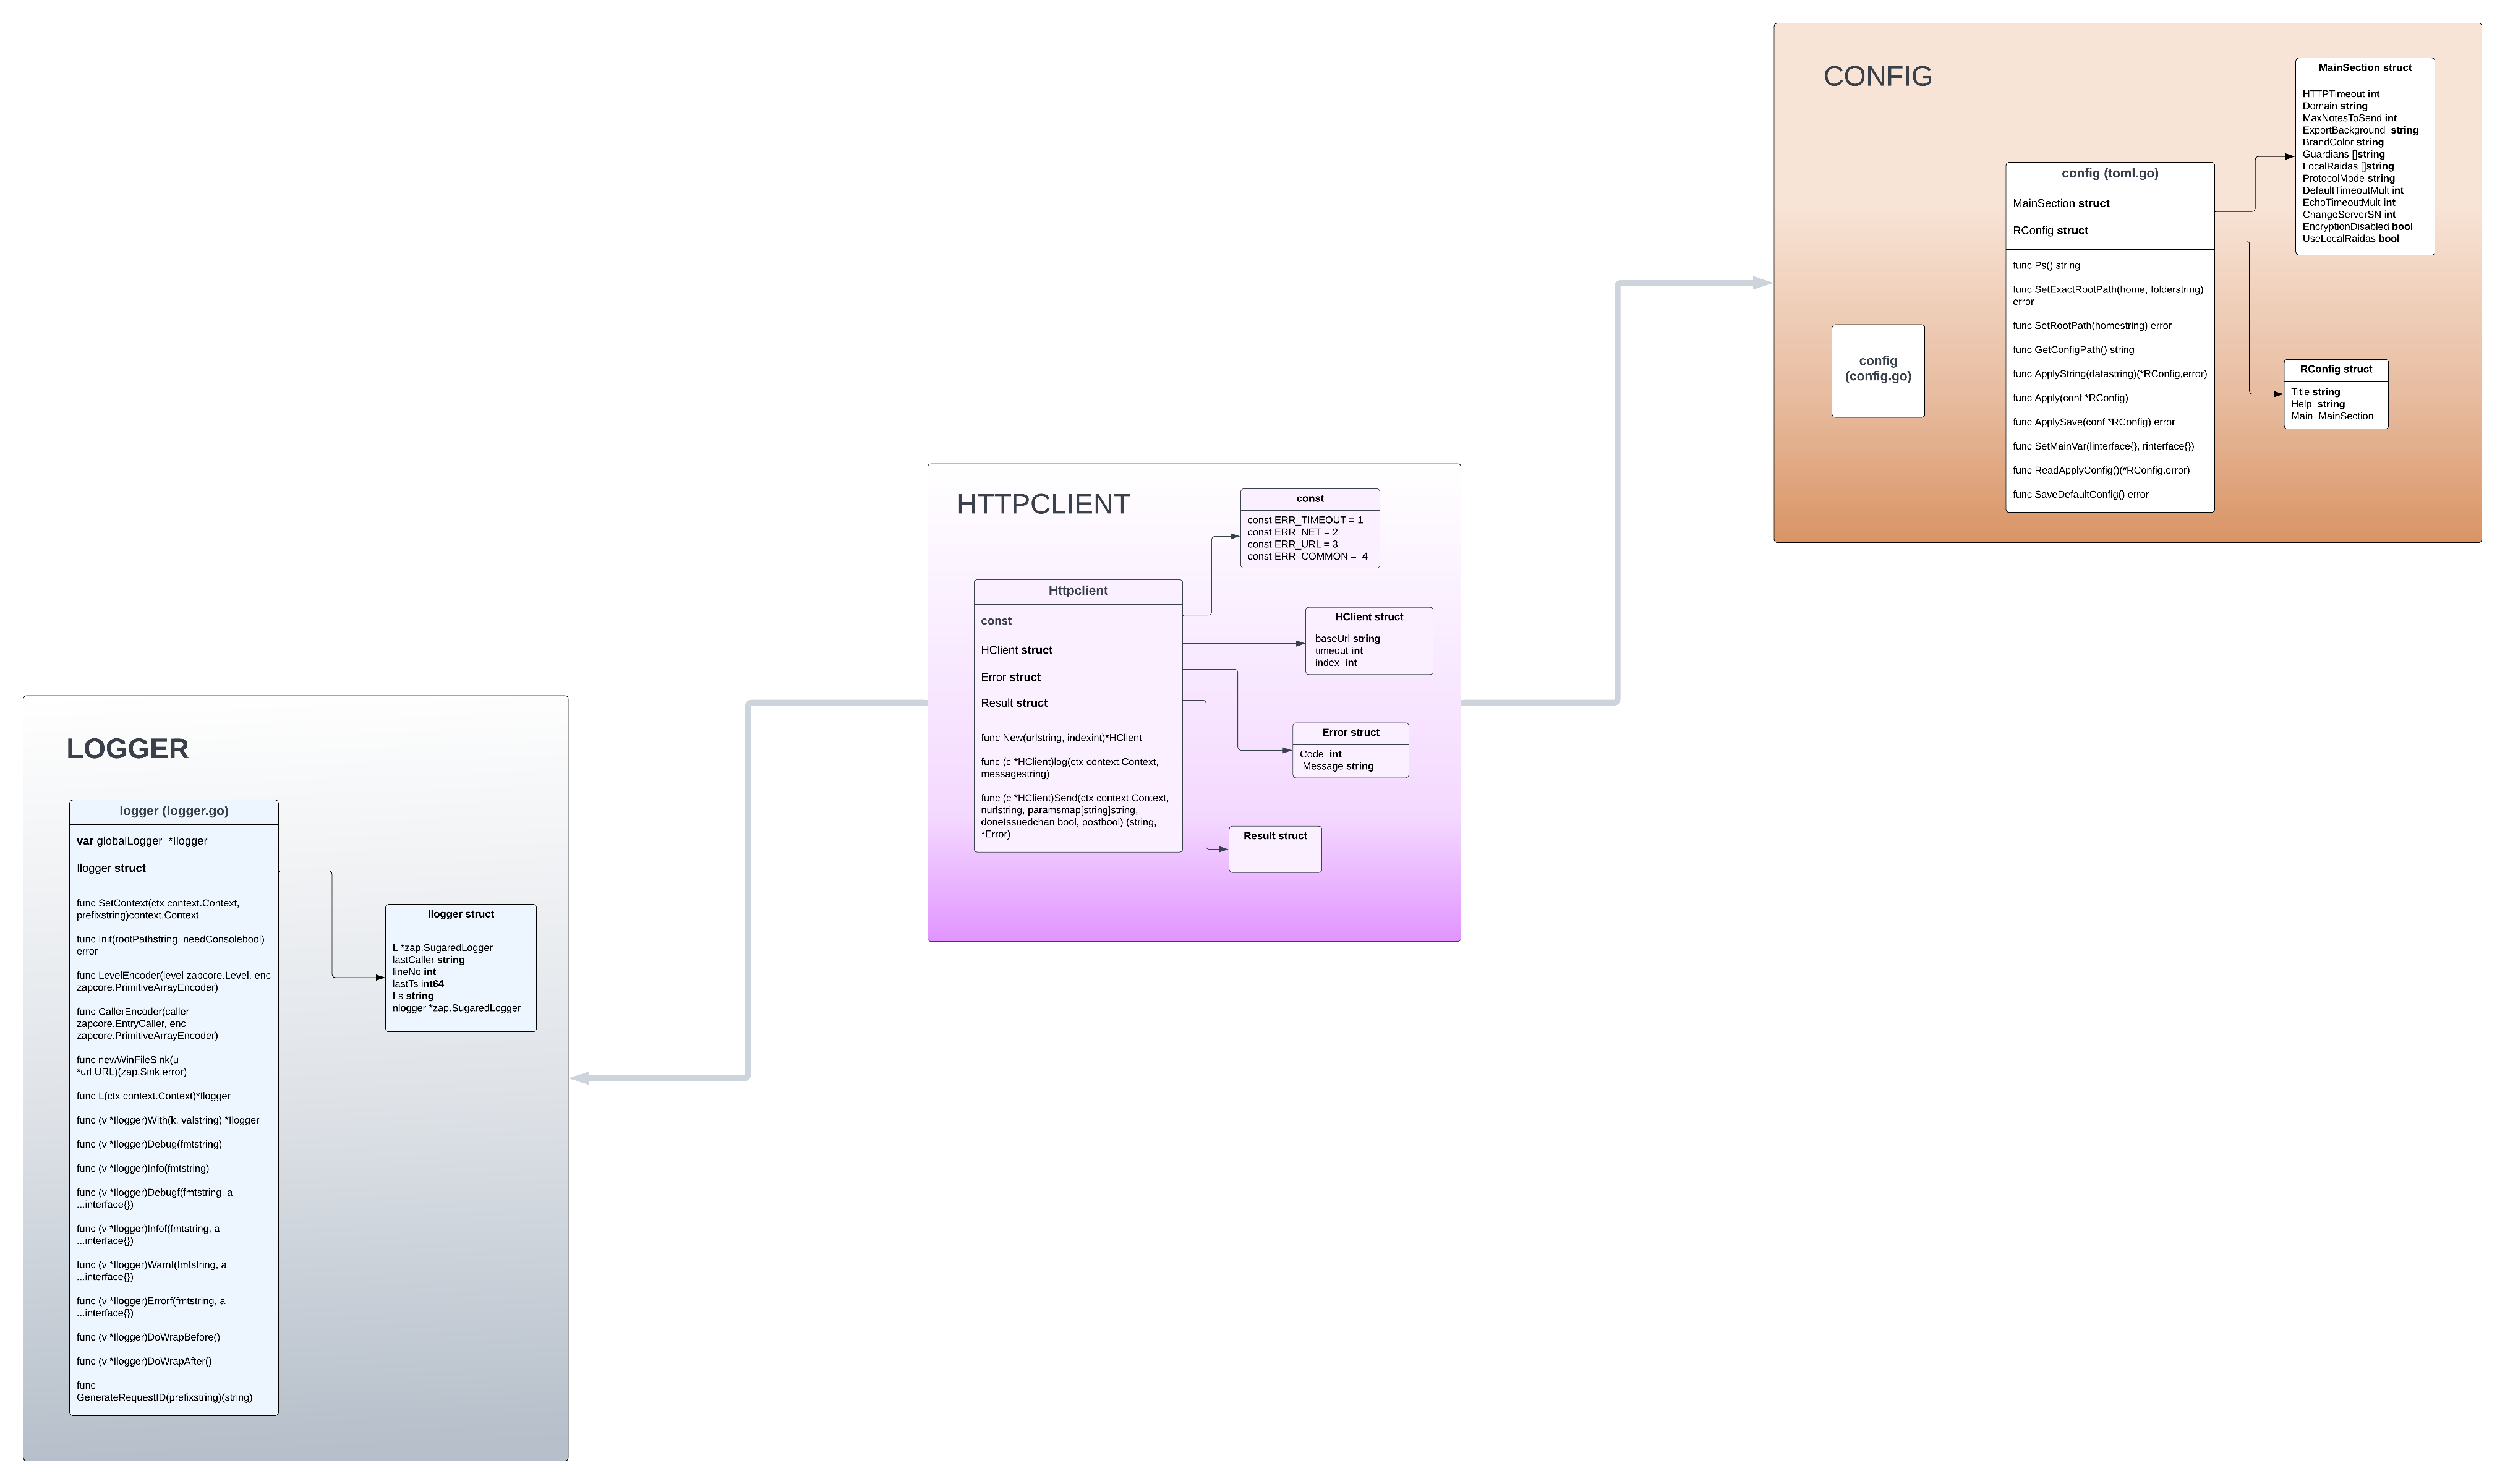 CONFIG
MainSection struct
HTTPTimeout int
Domain string
MaxNotesToSend int
ExportBackground  string
BrandColor string
Guardians []string
LocalRaidas []string
ProtocolMode string
DefaultTimeoutMult int
EchoTimeoutMult int
ChangeServerSN int
EncryptionDisabled bool
UseLocalRaidas bool
config (toml.go)
MainSection struct
RConfig struct
func Ps() string
func SetExactRootPath(home, folderstring)
error
func SetRootPath(homestring) error
func GetConfigPath() string
func ApplyString(datastring)(*RConfig,error)
func Apply(conf *RConfig)
func ApplySave(conf *RConfig) error
func SetMainVar(linterface{}, rinterface{})
func ReadApplyConfig()(*RConfig,error)
func SaveDefaultConfig() error
config
(config.go)
RConfig struct
Title string
Help  string
Main  MainSection
HTTPCLIENT
const
const ERR_TIMEOUT = 1
const ERR_NET = 2
const ERR_URL = 3
const ERR_COMMON =  4
Httpclient
const
HClient struct
Error struct
Result struct
func New(urlstring, indexint)*HClient
func (c *HClient)log(ctx context.Context,
messagestring)
func (c *HClient)Send(ctx context.Context,
nurlstring, paramsmap[string]string,
doneIssuedchan bool, postbool) (string,
*Error)
HClient struct
baseUrl string
timeout int
index  int
Error struct
Code  int
Message string
Result struct
LOGGER
logger (logger.go)
var globalLogger  *Ilogger
Ilogger struct
func SetContext(ctx context.Context,
prefixstring)context.Context
func Init(rootPathstring, needConsolebool)
error
func LevelEncoder(level zapcore.Level, enc
zapcore.PrimitiveArrayEncoder)
func CallerEncoder(caller
zapcore.EntryCaller, enc
zapcore.PrimitiveArrayEncoder)
func newWinFileSink(u
*url.URL)(zap.Sink,error)
func L(ctx context.Context)*Ilogger
func (v *Ilogger)With(k, valstring) *Ilogger
func (v *Ilogger)Debug(fmtstring)
func (v *Ilogger)Info(fmtstring)
func (v *Ilogger)Debugf(fmtstring, a
...interface{})
func (v *Ilogger)Infof(fmtstring, a
...interface{})
func (v *Ilogger)Warnf(fmtstring, a
...interface{})
func (v *Ilogger)Errorf(fmtstring, a
...interface{})
func (v *Ilogger)DoWrapBefore()
func (v *Ilogger)DoWrapAfter()
func
GenerateRequestID(prefixstring)(string)
Ilogger struct
L *zap.SugaredLogger
lastCaller string
lineNo int
lastTs int64
Ls string
nlogger *zap.SugaredLogger